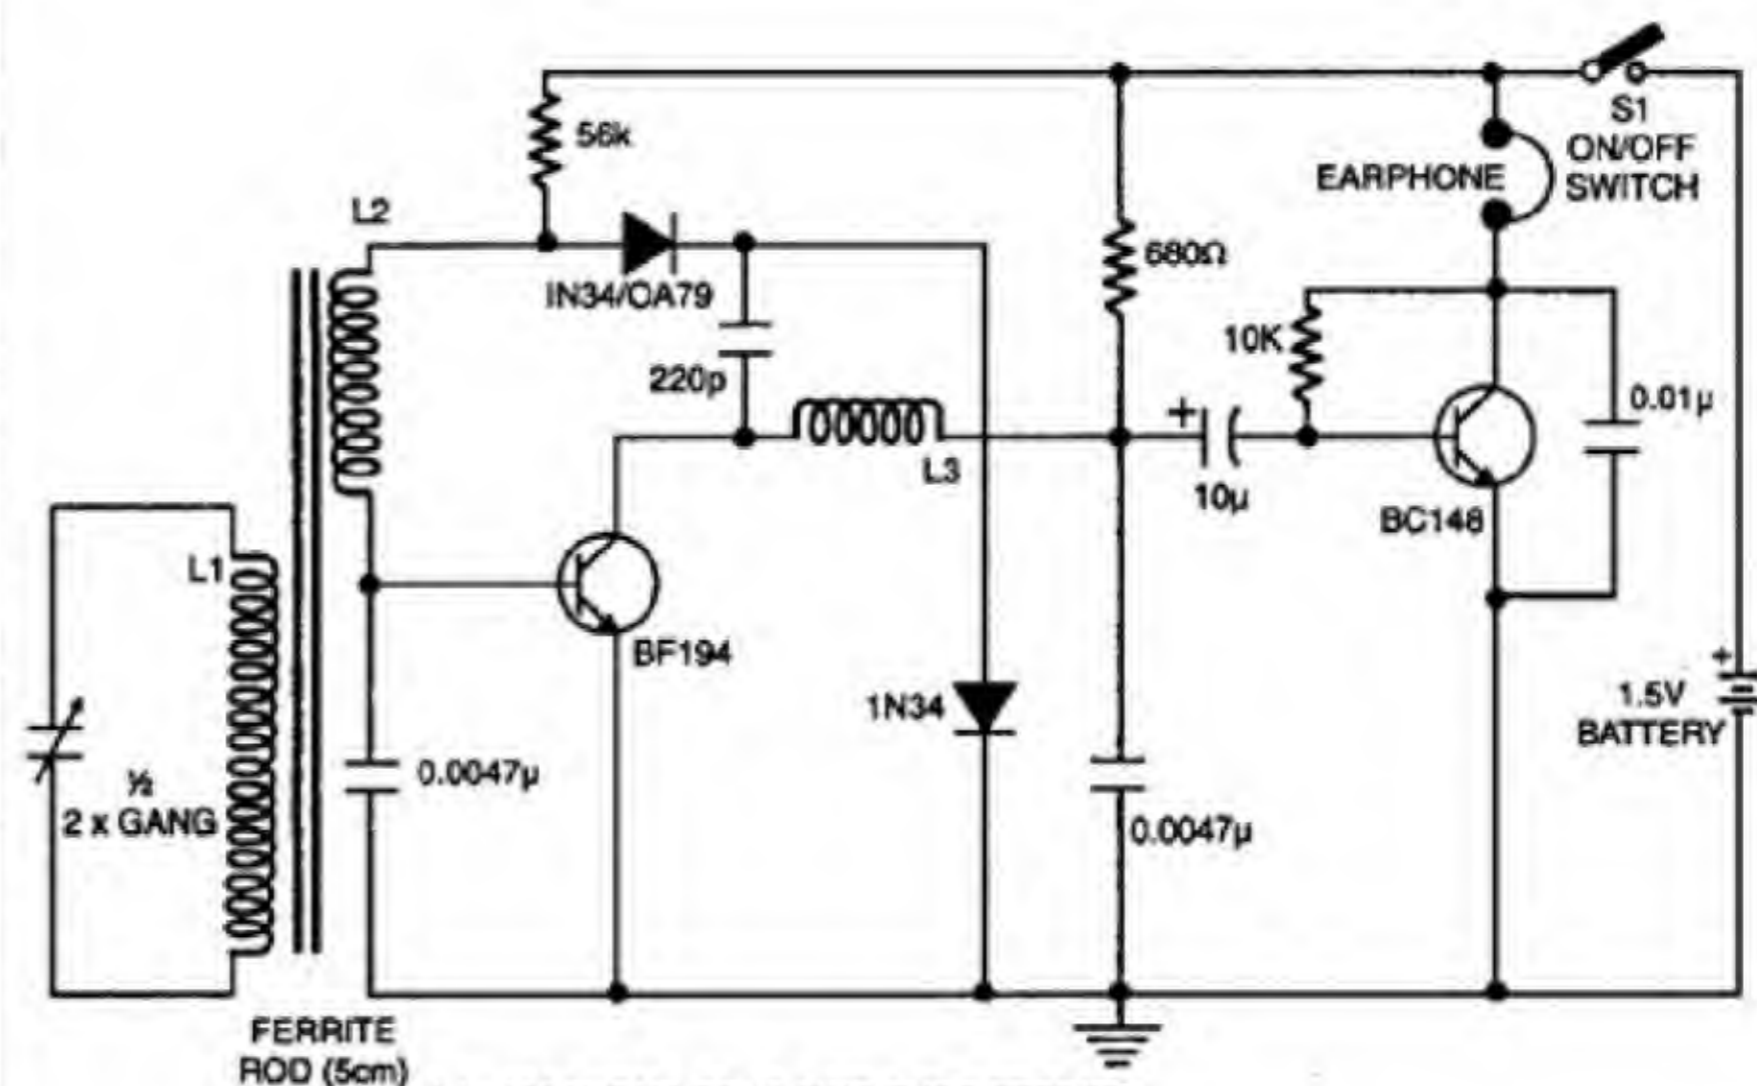 S1
ON/OFF
SWITCH
EARPHONE
56k
L2
680Ω
IN34/OA79
10K
220p
0.01µ
+
L3
10µ
BC148
L1
BF194
+
1N34
1.5V
BATTERY
0.0047µ
½
2 x GANG
0.0047µ
FERRITE
ROD (5cm)